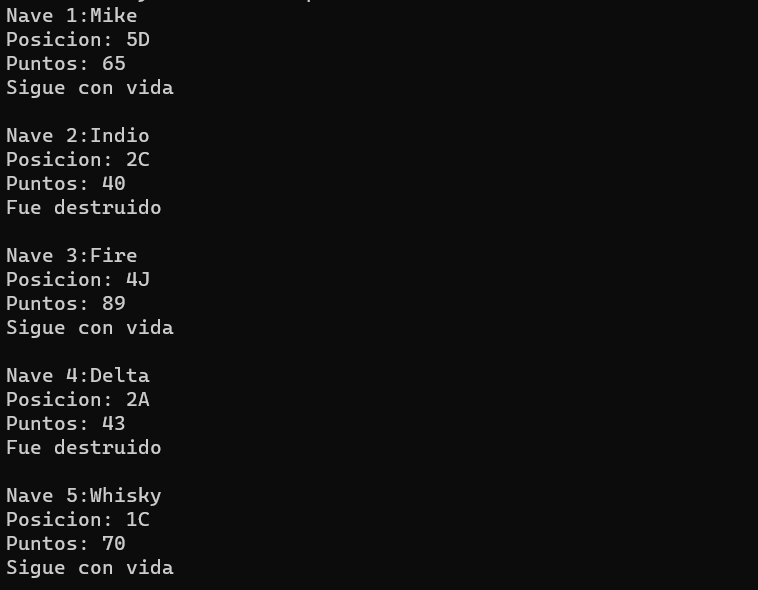 Nave 1:Mike
Posicion: 5D
Puntos: 65
Sigue con vida
Nave 2:Indio
Posicion: 2C
Puntos: 40
Fue destruido
Nave 3:Fire
Posicion: 4J
Puntos: 89
Sigue con vida
Nave 4:Delta
Posicion: 2A
Puntos: 43
Fue destruido
Nave 5:Whisky
Posicion: 1C
Puntos: 70
Sigue con vida